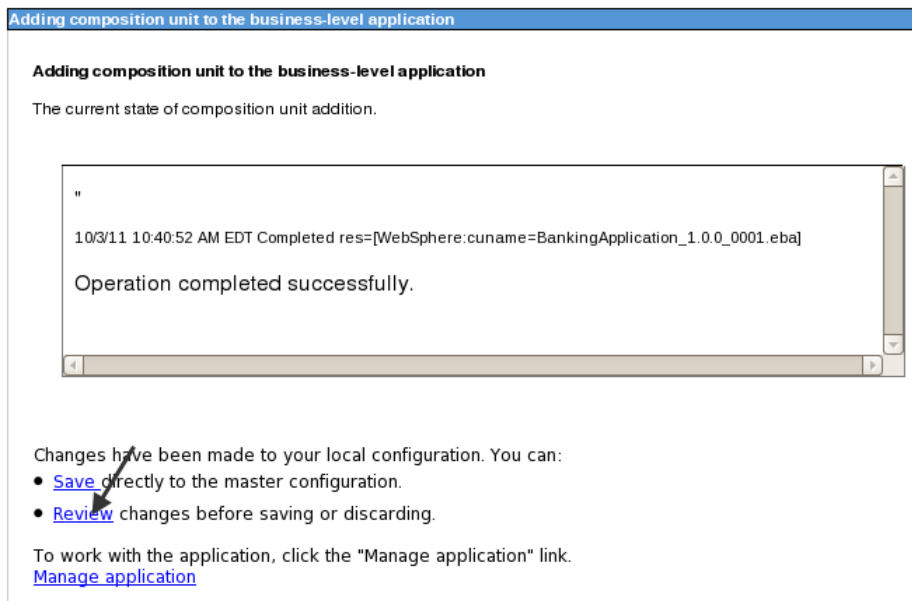 Adding composition unit to the business-level application
Adding composition unit to the business-level application
The current state of composition unit addition.
"
10/3/11 10:40:52 AM EDT Completed res=[WebSphere:cuname=BankingApplication_1.0.0_0001.eba]
Operation completed successfully.
Changes have been made to your local configuration. You can:
● Save directly to the master configuration.
● Review changes before saving or discarding.
To work with the application, click the "Manage application" link.
Manage application